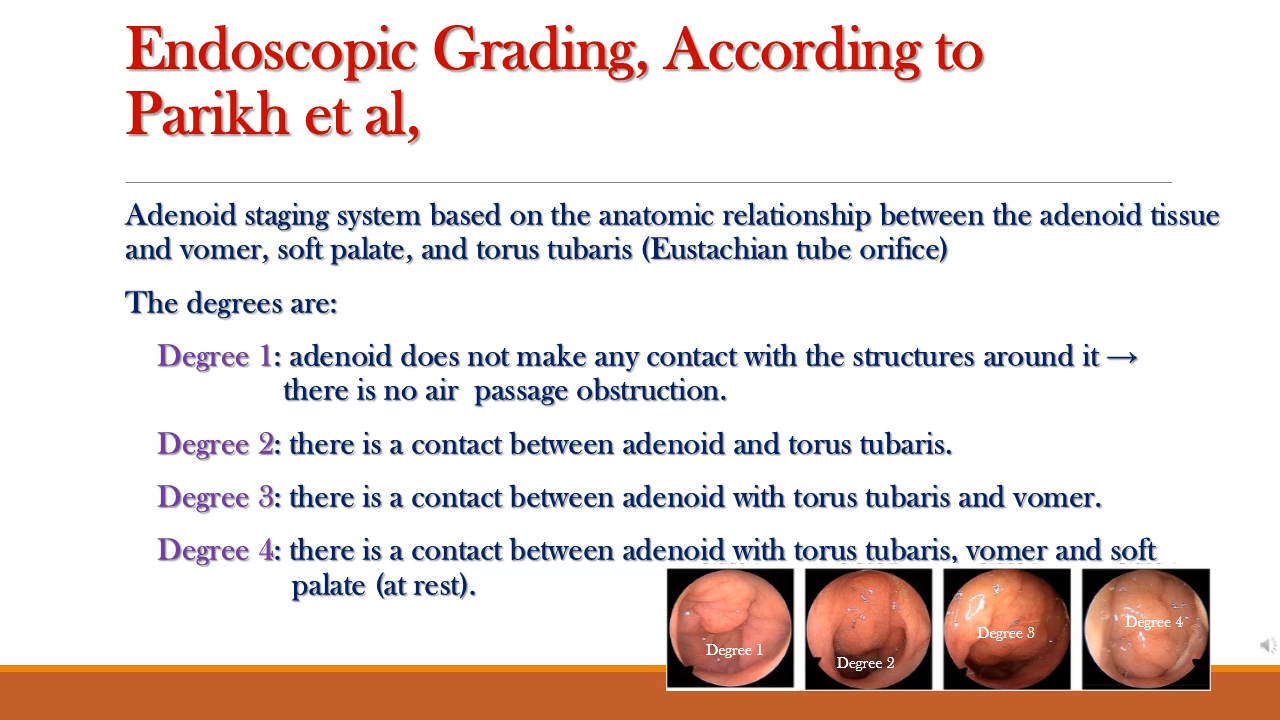 Endoscopic Grading, According to
Parikh et al,
Adenoid staging system based on the anatomic relationship between the adenoid tissue
and vomer, soft palate, and torus tubaris (Eustachian tube orifice)
The degrees are:
Degree 1: adenoid does not make any contact with the structures around it →
there is no air  passage obstruction.
Degree 2: there is a contact between adenoid and torus tubaris.
Degree 3: there is a contact between adenoid with torus tubaris and vomer.
Degree 4: there is a contact between adenoid with torus tubaris, vomer and soft
palate (at rest).
Degree 1
Degree 2
Degree 3
Degree 4